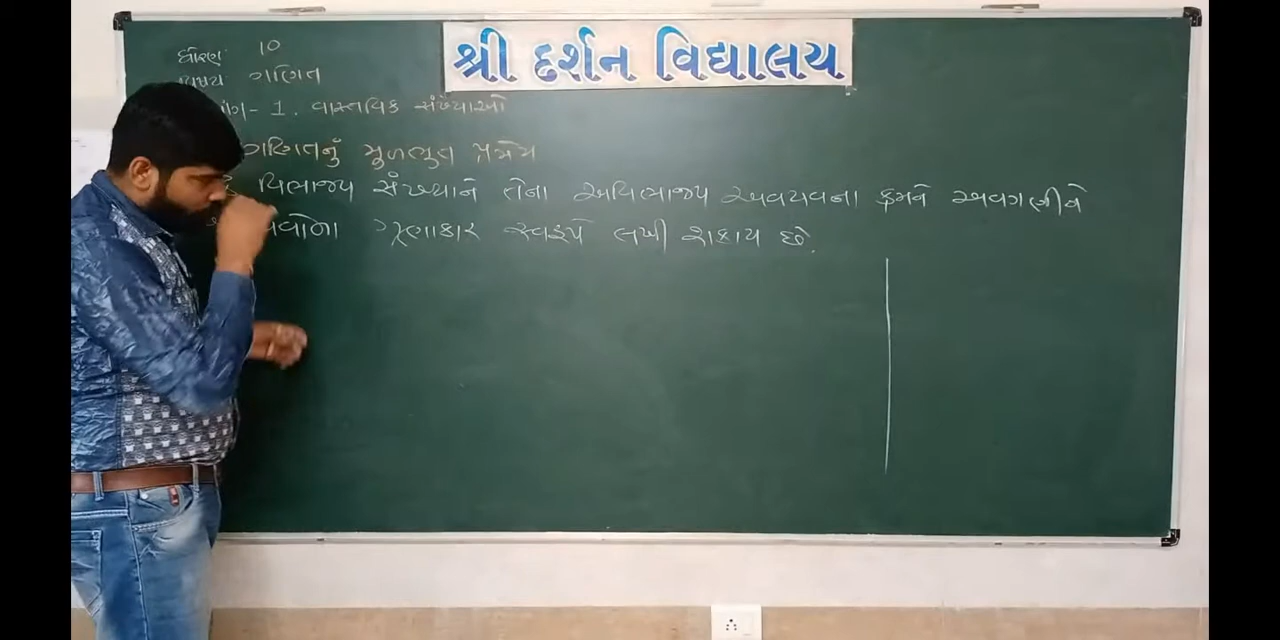 શ્રી દર્શન વિદ્યાલય
ધોરણ 10
વિષય ગણિત
1. વાસ્તવિક સંખ્યાઓ
ગણિતનું મૂળભૂત પ્રમેય
વિભાજ્ય સંખ્યાને તેના અવિભાજ્ય અવયવના ક્રમને અવગણીને
ગુણાકાર સ્વરૂપે લખી શકાય છે.